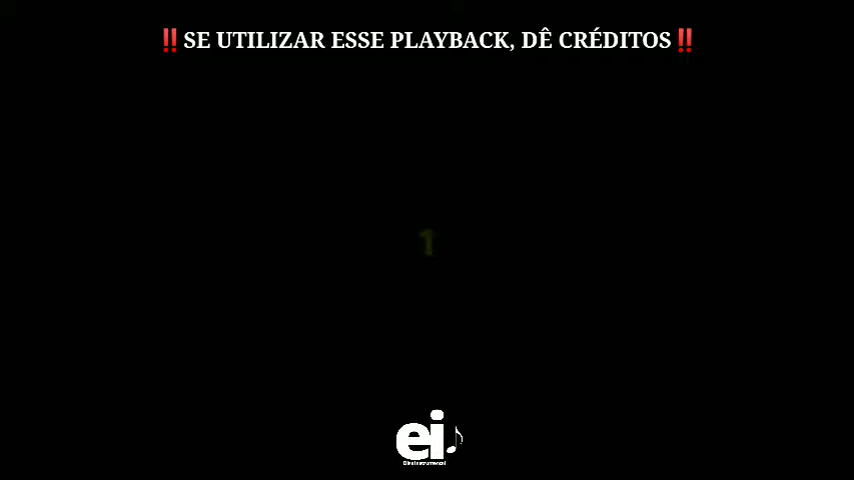 ‼️SE UTILIZAR ESSE PLAYBACK, DÊ CRÉDITOS‼️
1
ei